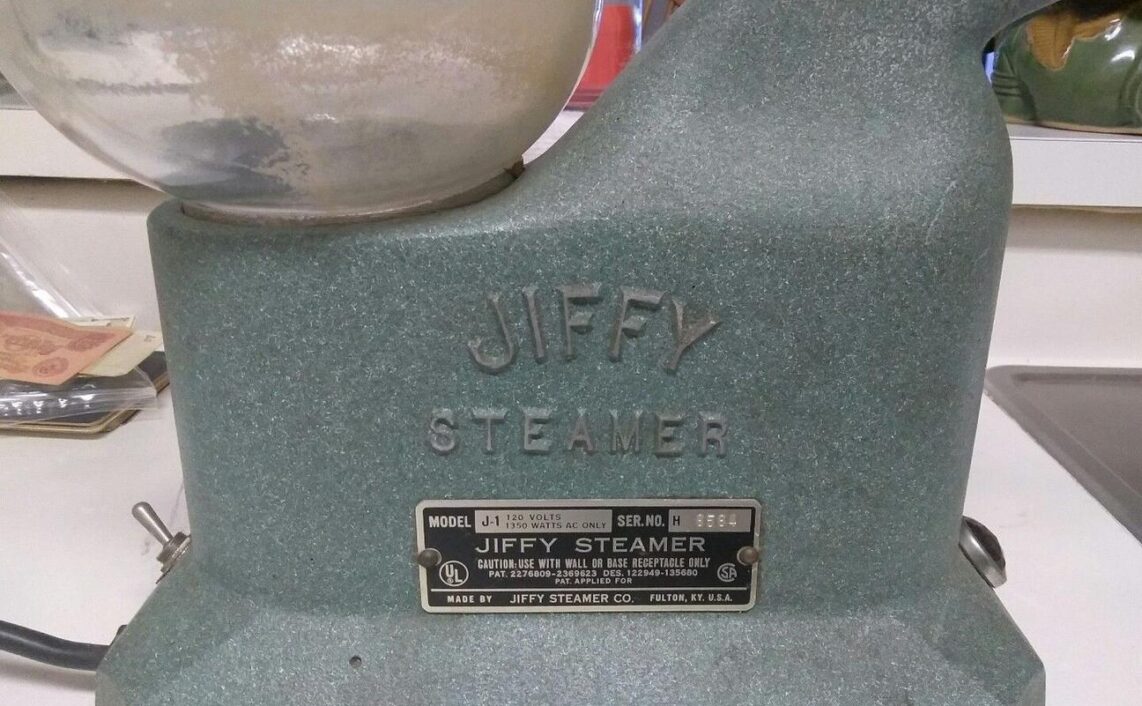 JIFFY
STEAMER
MODEL J-1 120 VOLTS
1350 WATTS AC ONLY SER.NO. H
JIFFY STEAMER
CAUTION: USE WITH WALL OR BASE RECEPTACLE ONLY
PAT. 2276809-2369623 DES. 122949-135680
PAT. APPLIED FOR
UL
SA
MADE BY JIFFY STEAMER CO. FULTON, KY. U.S.A.